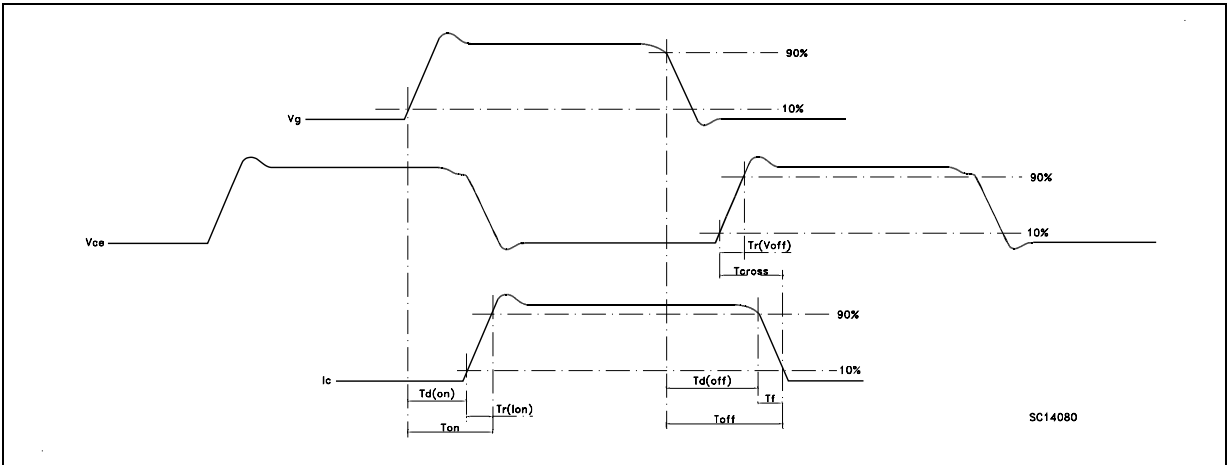 90%
10%
Vg
90%
Vce
10%
Tr(Voff)
Tcross
90%
10%
Ic
Td(on)
Td(off)
Tr(Ion)
Tf
Ton
Toff
SC14080